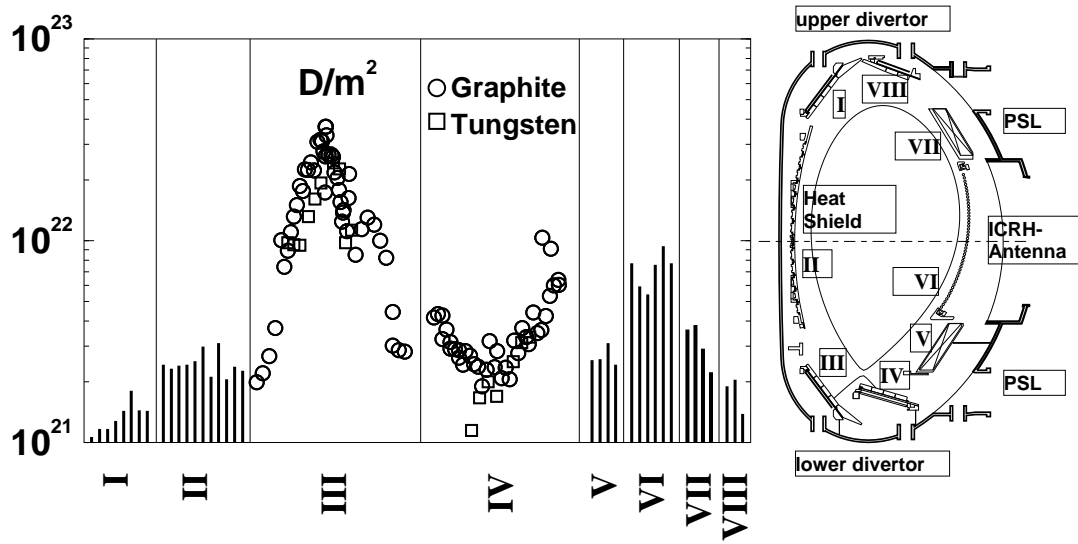 10²³
10²²
10²¹
D/m²
Graphite
Tungsten
I
II
III
IV
V
VI
VII
VIII
upper divertor
VIII
I
PSL
VII
Heat
Shield
ICRH-
Antenna
II
VI
V
III
IV
PSL
lower divertor